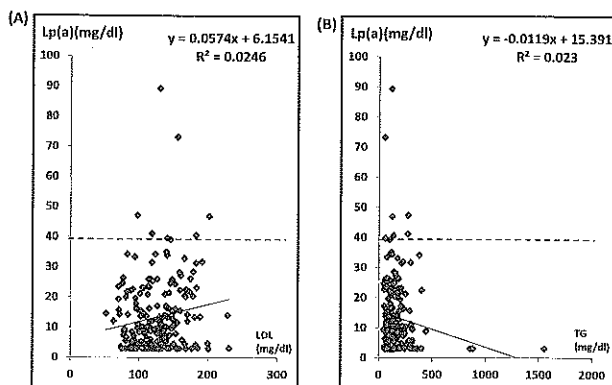 (A)
Lp(a)(mg/dl)
y = 0.0574x + 6.1541
R² = 0.0246
100
90
80
70
60
50
40
30
20
10
0
0 100 200 300
LDL
(mg/dl)
(B)
Lp(a)(mg/dl)
y = -0.0119x + 15.391
R² = 0.023
100
90
80
70
60
50
40
30
20
10
0
0 500 1000 1500 2000
TG
(mg/dl)